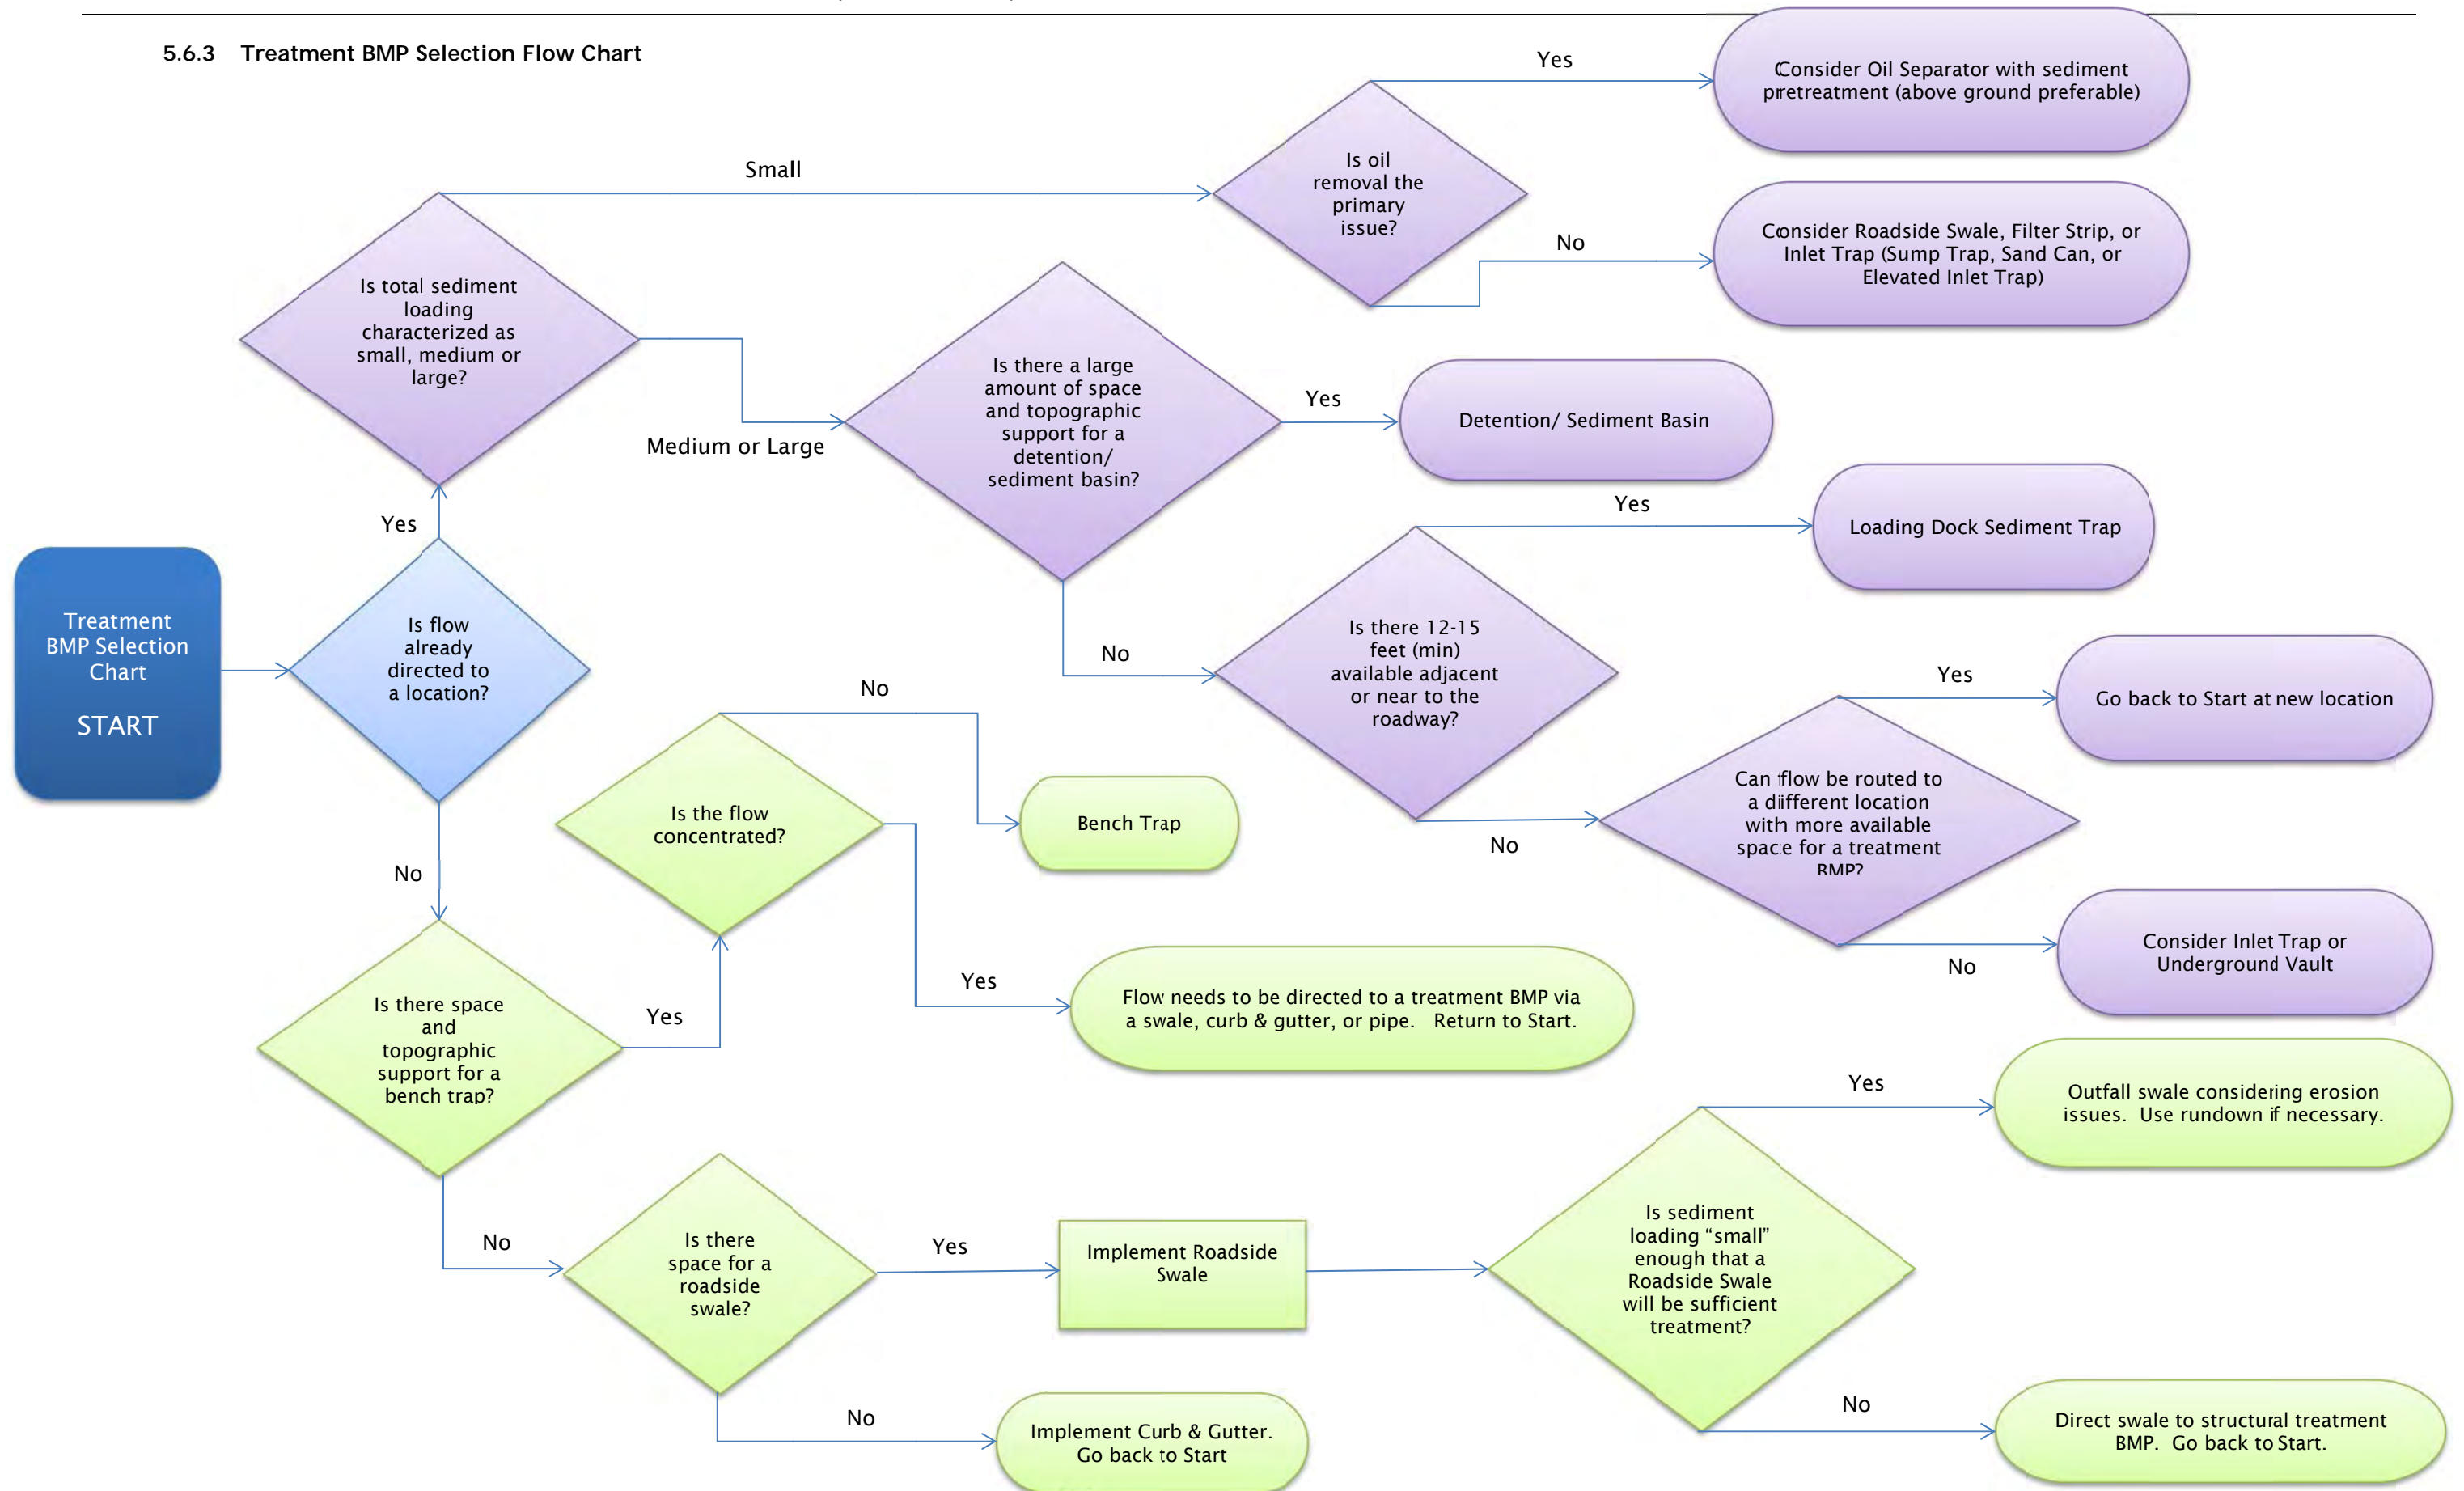 5.6.3 Treatment BMP Selection Flow Chart
Yes
Consider Oil Separator with sediment
pretreatment (above ground preferable)
Is oil
removal the
primary
issue?
Small
No
Consider Roadside Swale, Filter Strip, or
Inlet Trap (Sump Trap, Sand Can, or
Elevated Inlet Trap)
Is total sediment
loading
characterized as
small, medium or
large?
Medium or Large
Is there a large
amount of space
and topographic
support for a
detention/
sediment basin?
Yes
Detention/ Sediment Basin
Yes
Loading Dock Sediment Trap
Yes
Treatment
BMP Selection
Chart
START
Is flow
already
directed to
a location?
No
Is there 12-15
feet (min)
available adjacent
or near to the
roadway?
Yes
Go back to Start at new location
No
Is the flow
concentrated?
Bench Trap
No
Can flow be routed to
a different location
with more available
space for a treatment
BMP?
No
No
Consider Inlet Trap or
Underground Vault
Is there space
and
topographic
support for a
bench trap?
Yes
Yes
Flow needs to be directed to a treatment BMP via
a swale, curb & gutter, or pipe. Return to Start.
Yes
Outfall swale considering erosion
issues. Use rundown if necessary.
No
Is there
space for a
roadside
swale?
Yes
Implement Roadside
Swale
Is sediment
loading “small”
enough that a
Roadside Swale
will be sufficient
treatment?
No
Implement Curb & Gutter.
Go back to Start
No
Direct swale to structural treatment
BMP. Go back to Start.